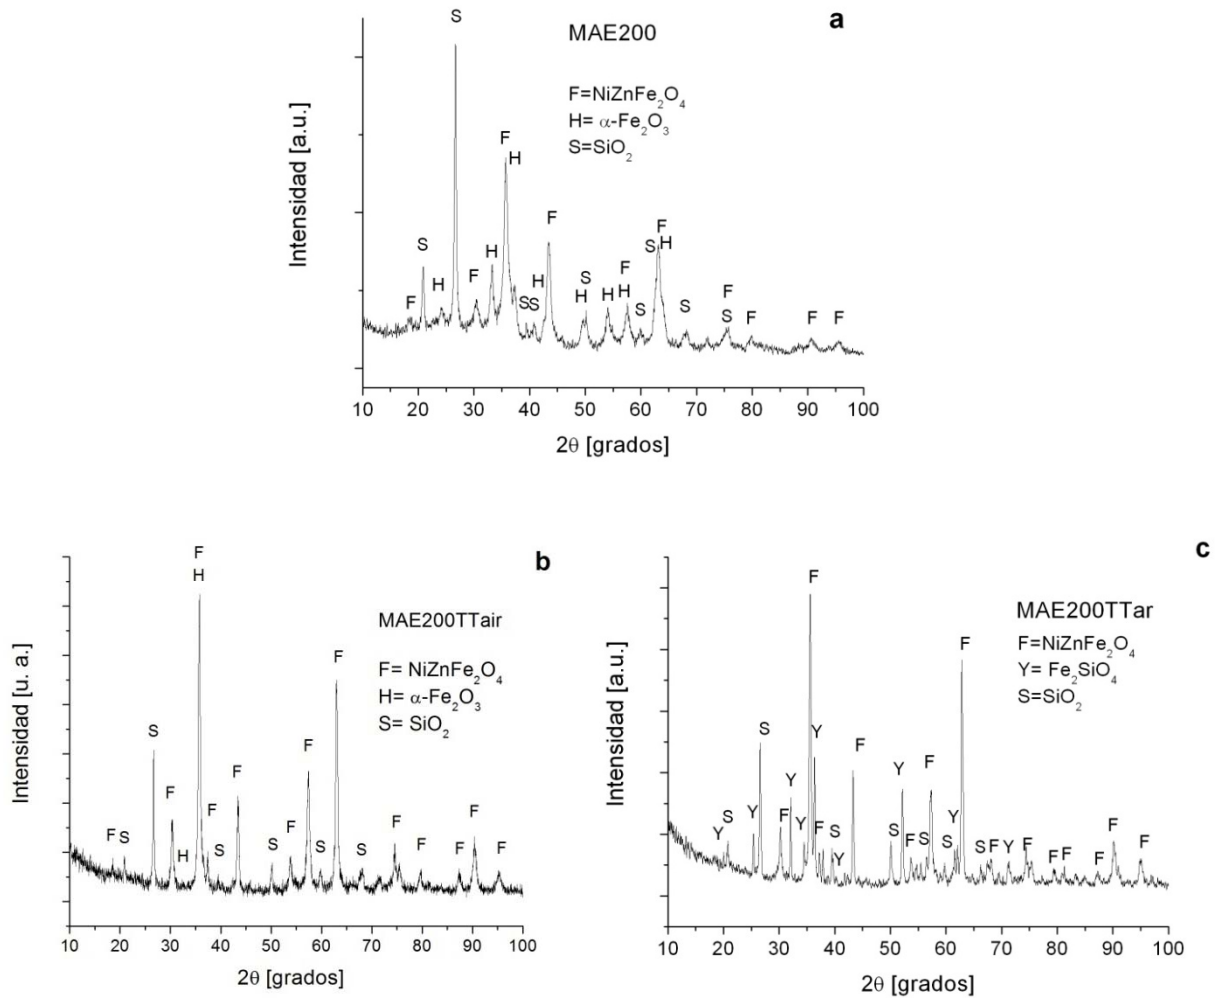 a
MAE200
F=NiZnFe2O4
H= α-Fe2O3
S=SiO2
Intensidad [a.u.]
S
S
F
H
F
H
F
H
S
S
H
F
H
S
H
F
H
S
S
F
H
S
F
S
F
F
F
10 20 30 40 50 60 70 80 90 100
2θ [grados]
b
MAE200TTair
F= NiZnFe2O4
H= α-Fe2O3
S= SiO2
Intensidad [u. a.]
F
S
S
F
H
F
H
F
S
F
S
F
F
S
F
S
F
F
F
F
F
10 20 30 40 50 60 70 80 90 100
2θ [grados]
c
MAE200TTar
F=NiZnFe2O4
Y= Fe2SiO4
S=SiO2
Intensidad [a.u.]
Y
S
Y
S
F
Y
Y
F
Y
F
S
Y
F
S
Y
F
S
F
S
Y
F
S
F
Y
F
F
F
F
F
F
10 20 30 40 50 60 70 80 90 100
2θ [grados]